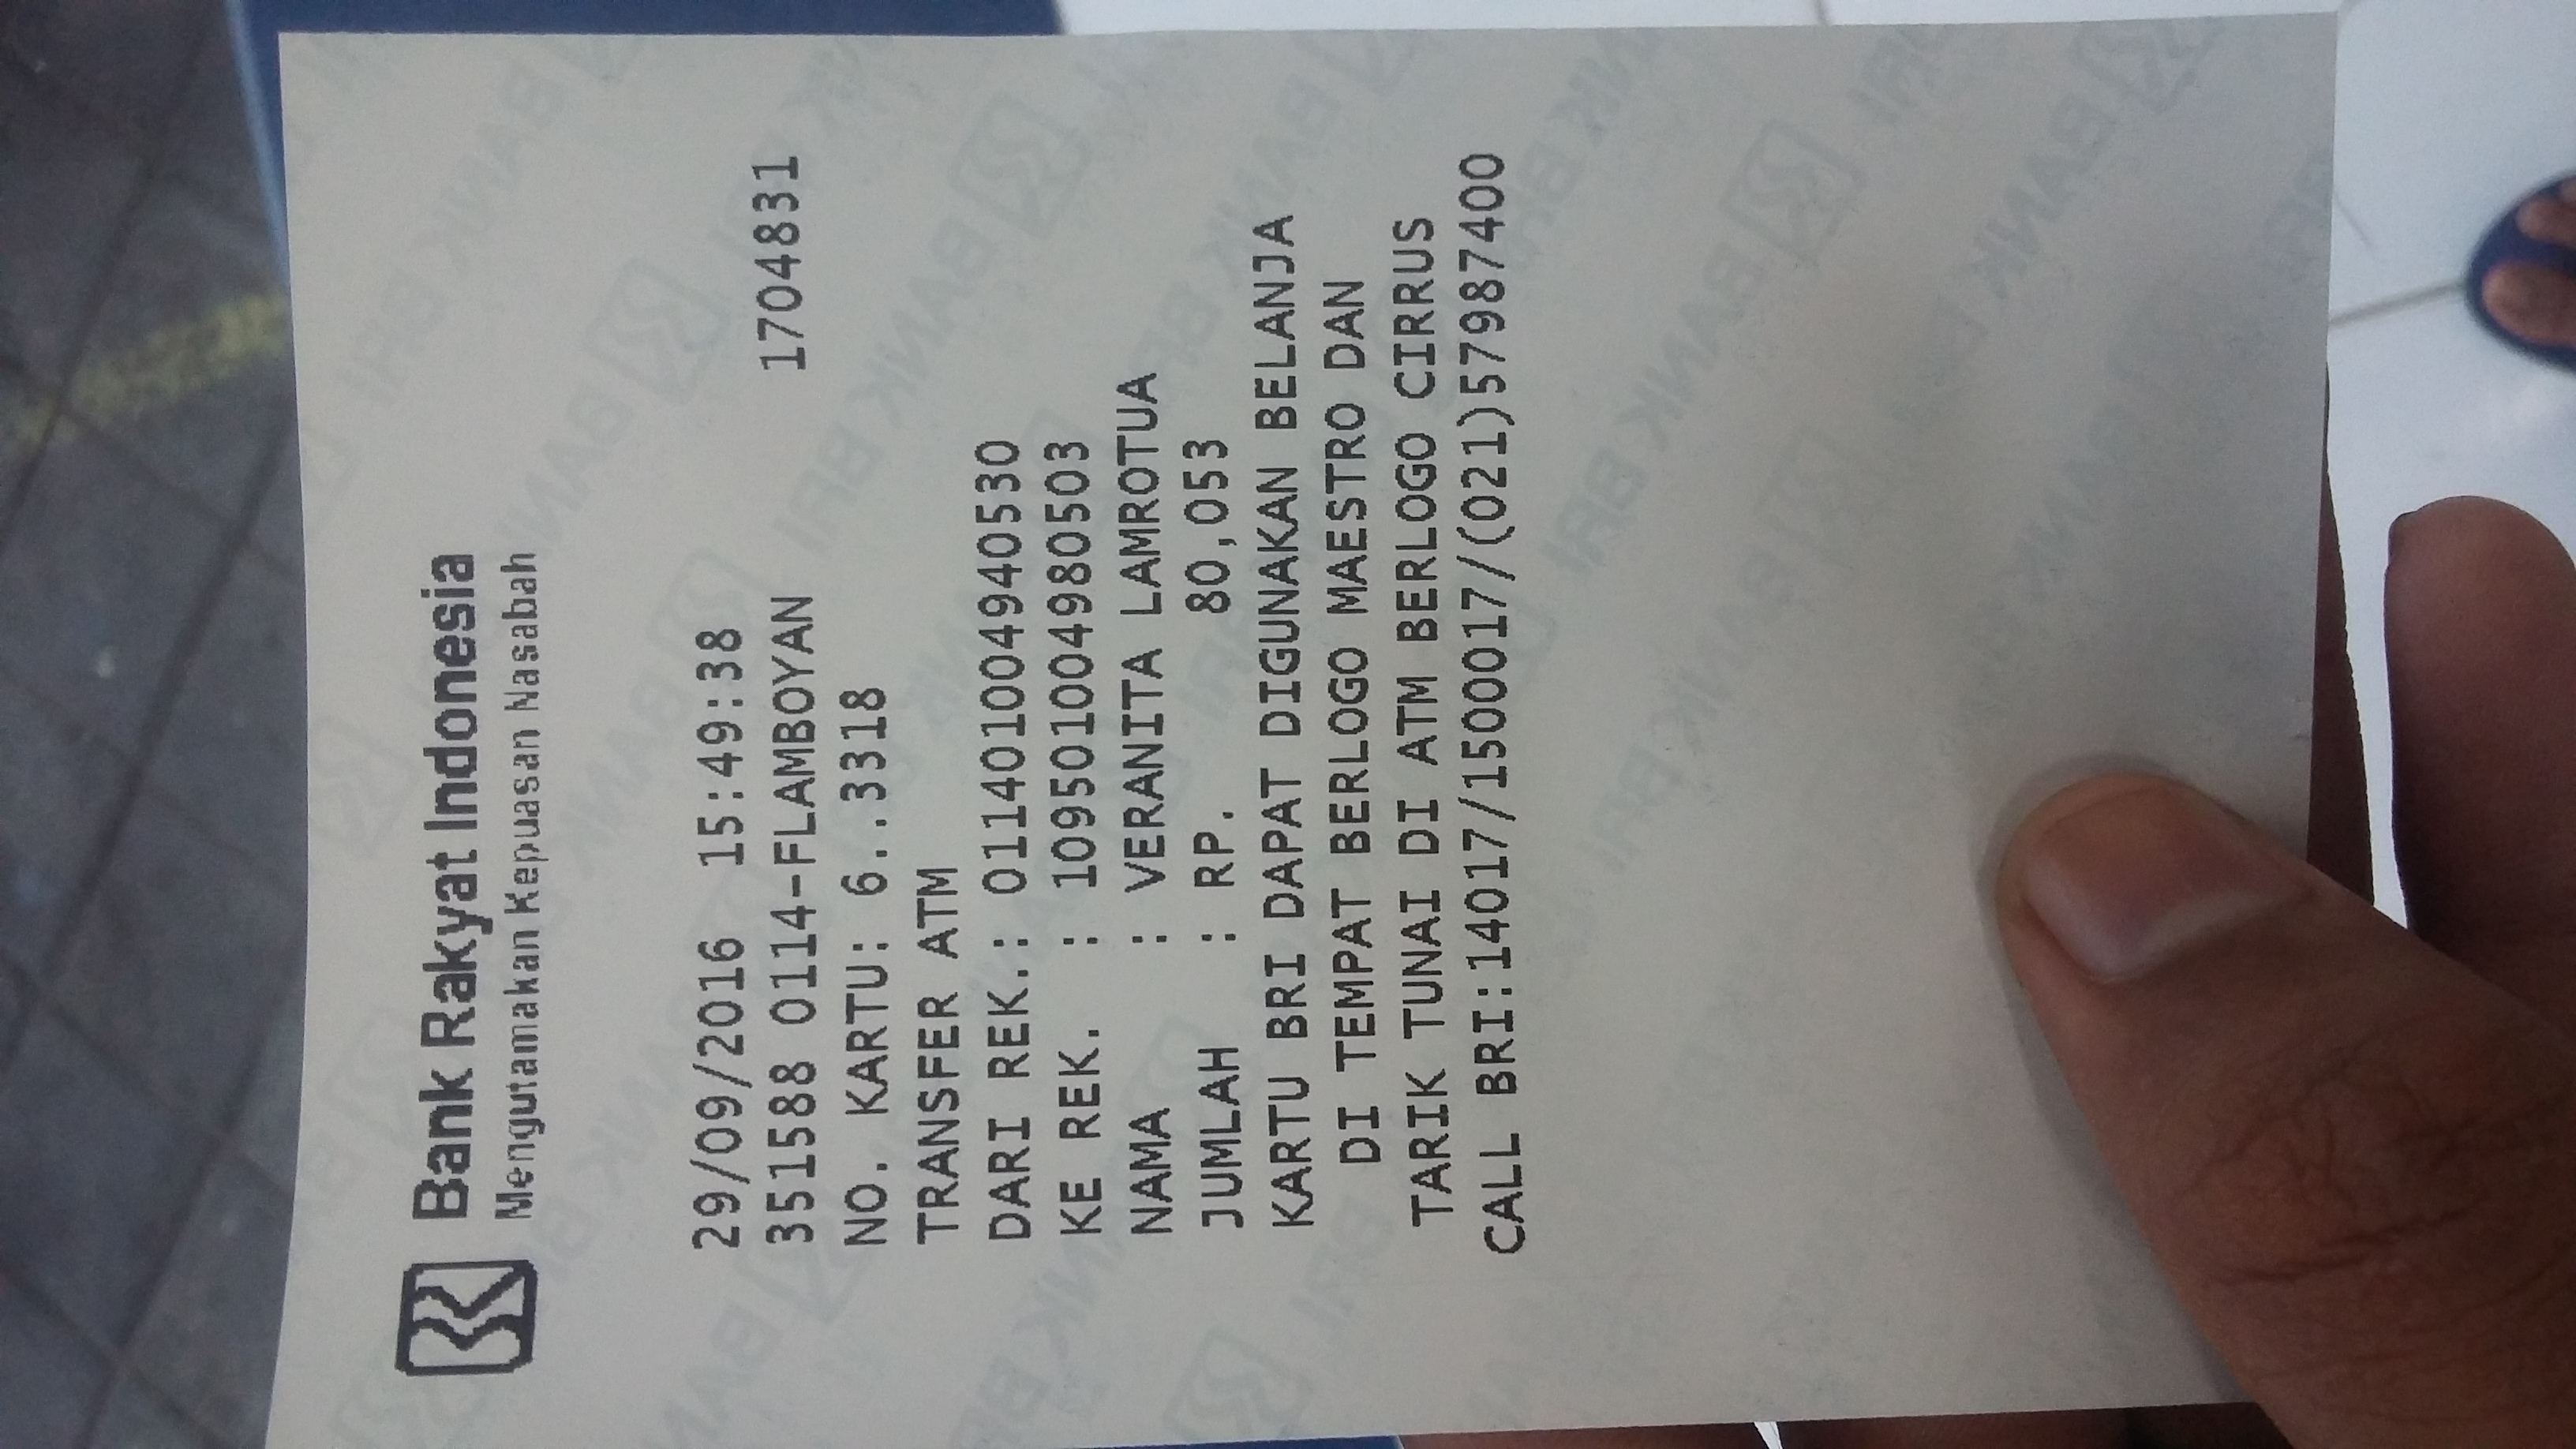 Bank Rakyat Indonesia
Mengutamakan Kepuasan Nasabah
29/09/2016 15:49:38
351588 0114-FLAMBOYAN 1704831
NO. KARTU: 6..3318
TRANSFER ATM
DARI REK.: 011401004940530
KE REK. : 109501004980503
NAMA : VERANITA LAMROTUA
JUMLAH : RP. 80,053
KARTU BRI DAPAT DIGUNAKAN BELANJA
DI TEMPAT BERLOGO MAESTRO DAN
TARIK TUNAI DI ATM BERLOGO CIRRUS
CALL BRI:14017/1500017/(021)57987400